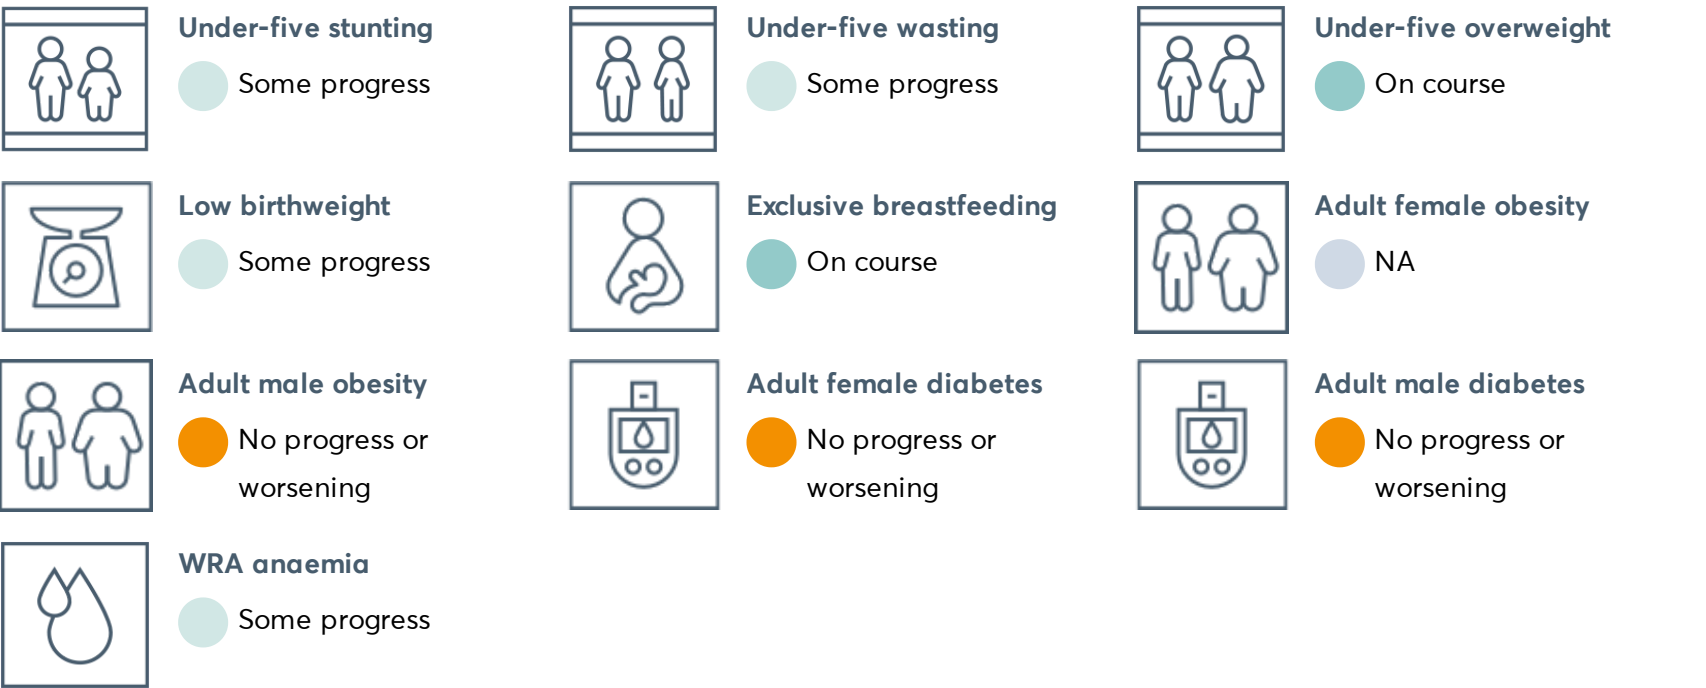 Under-five stunting
Some progress
Under-five wasting
Some progress
Under-five overweight
On course
Low birthweight
Some progress
Exclusive breastfeeding
On course
Adult female obesity
NA
Adult male obesity
No progress or
worsening
Adult female diabetes
No progress or
worsening
Adult male diabetes
No progress or
worsening
WRA anaemia
Some progress